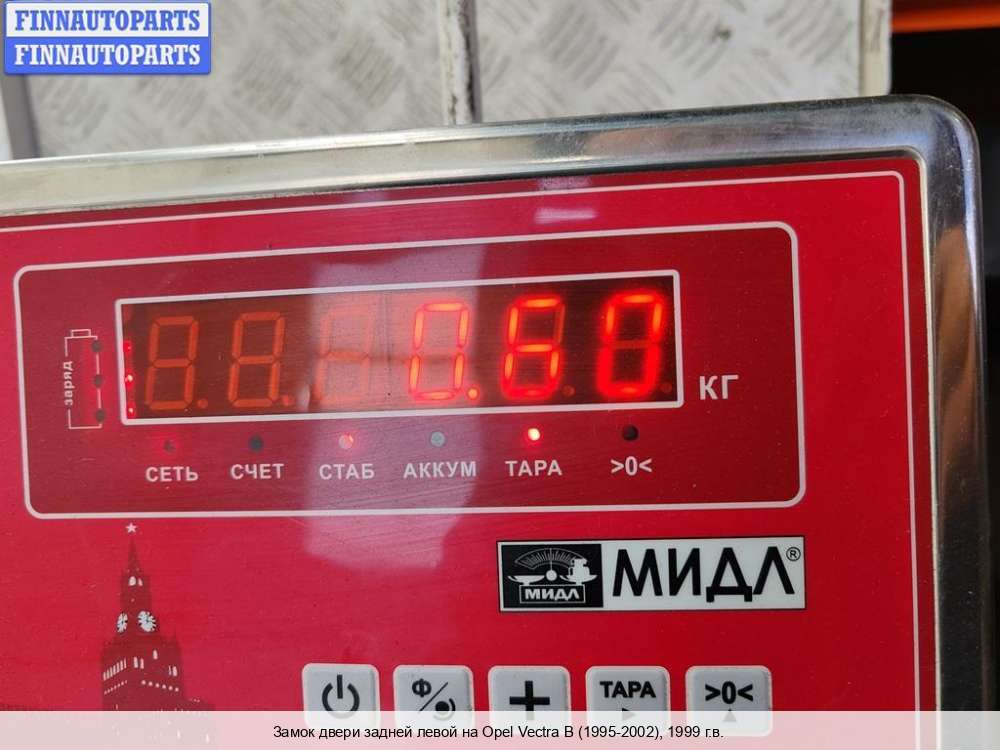 FINNAUTOPARTS
FINNAUTOPARTS
заряд
0.60 КГ
СЕТЬ СЧЕТ СТАБ АККУМ ТАРА >0<
МИДЛ МИДЛ®
Ф + ТАРА >0<
Замок двери задней левой на Opel Vectra B (1995-2002), 1999 г.в.